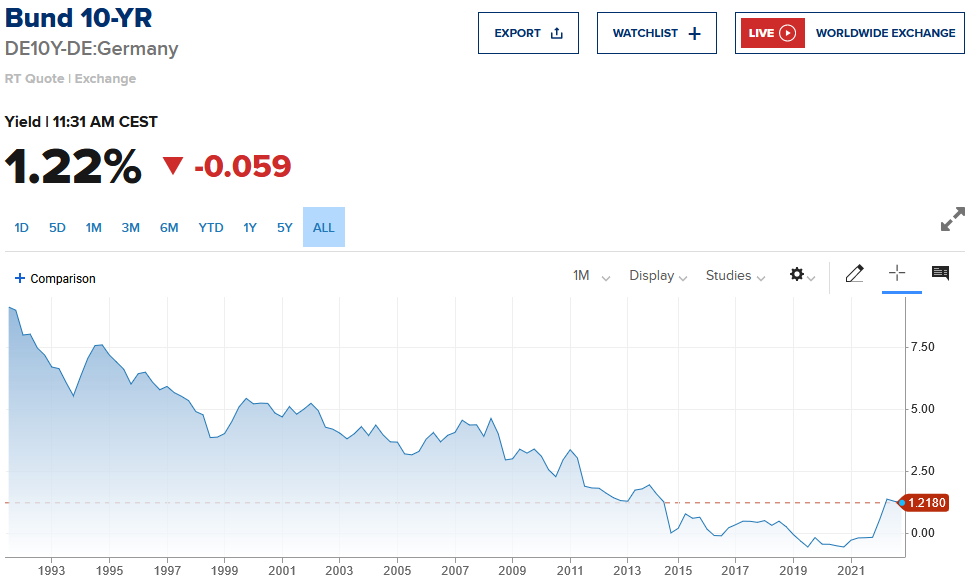 Bund 10-YR
DE10Y-DE:Germany
RT Quote | Exchange
EXPORT
WATCHLIST +
LIVE WORLDWIDE EXCHANGE
Yield | 11:31 AM CEST
1.22% ▼ -0.059
1D 5D 1M 3M 6M YTD 1Y 5Y ALL
+ Comparison 1M Display Studies
7.50
5.00
2.50
1.2180
0.00
1993 1995 1997 1999 2001 2003 2005 2007 2009 2011 2013 2015 2017 2019 2021